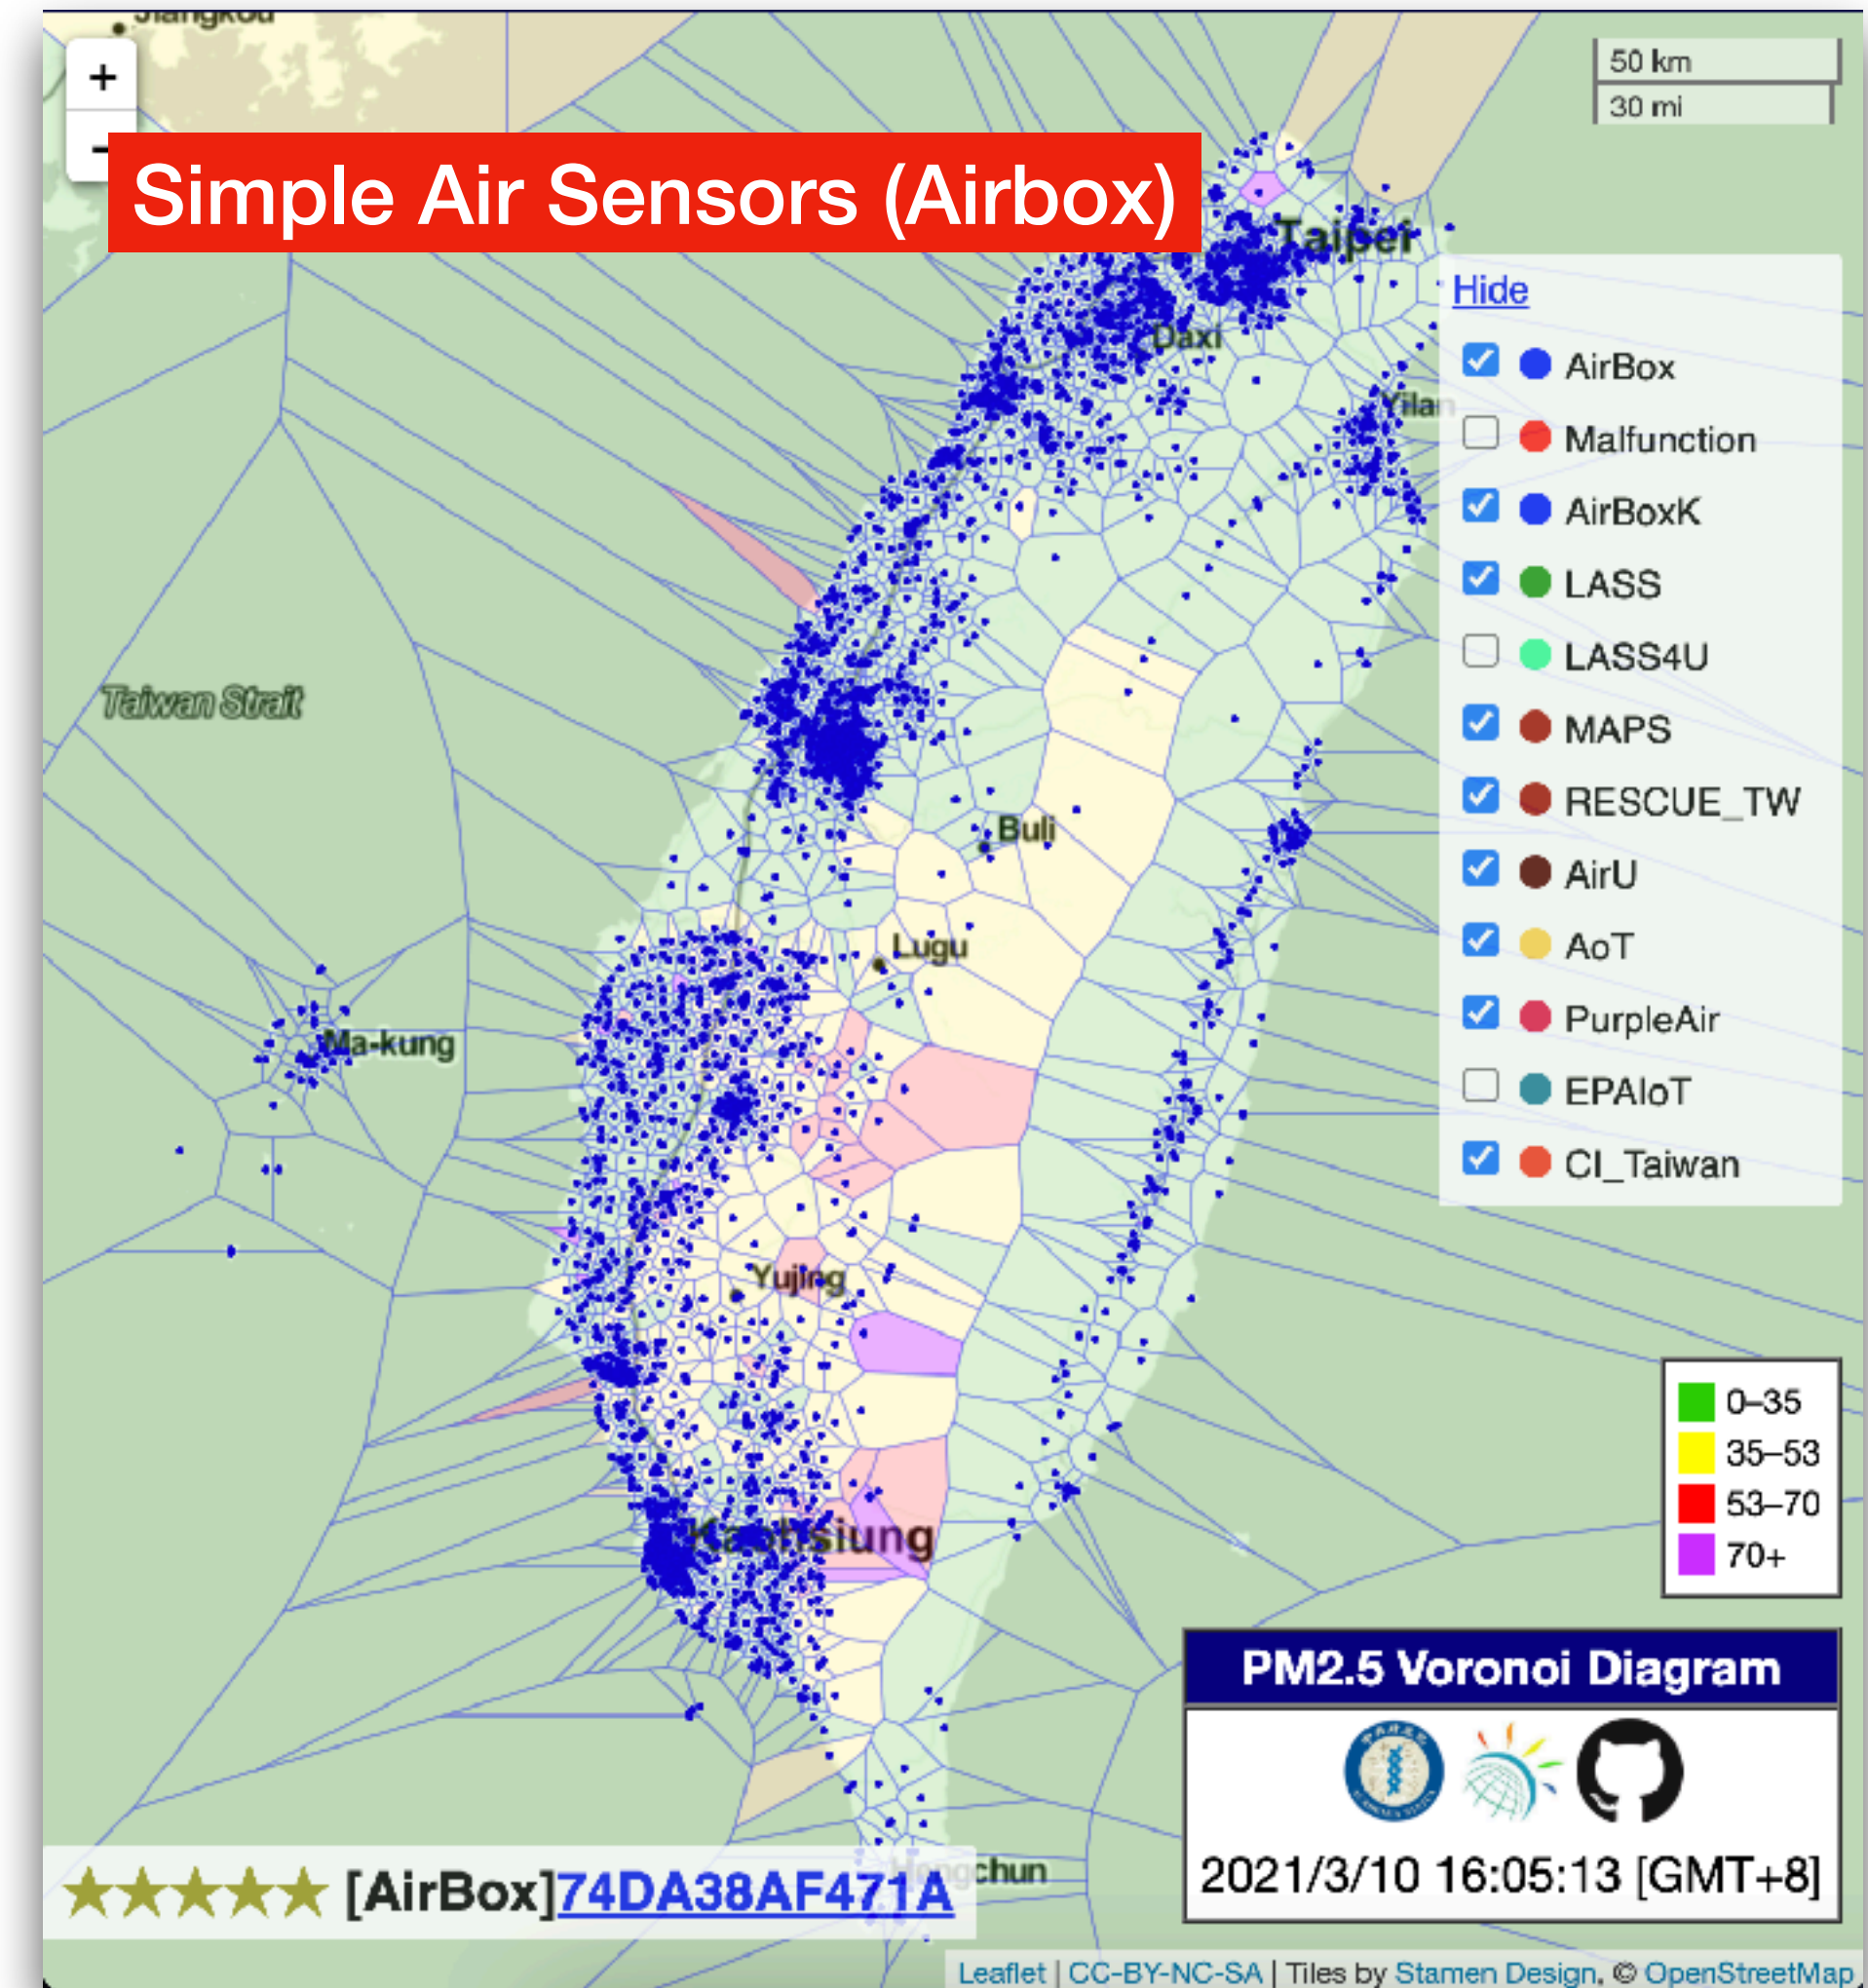 Jiangkou
+
−
50 km
30 mi
Simple Air Sensors (Airbox)
Taipei
Hide
Daxi
AirBox
Yilan
Malfunction
AirBoxK
LASS
LASS4U
Taiwan Strait
MAPS
RESCUE_TW
Buli
AirU
Lugu
AoT
PurpleAir
Ma-kung
EPAIoT
CI_Taiwan
Yujing
0–35
35–53
53–70
70+
Kaohsiung
PM2.5 Voronoi Diagram
2021/3/10 16:05:13 [GMT+8]
Hengchun
[AirBox]74DA38AF471A
Leaflet | CC-BY-NC-SA | Tiles by Stamen Design, © OpenStreetMap